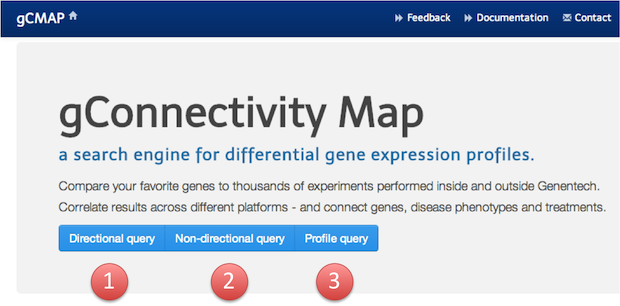 gCMAP
Feedback
Documentation
Contact
gConnectivity Map
a search engine for differential gene expression profiles.
Compare your favorite genes to thousands of experiments performed inside and outside Genentech.
Correlate results across different platforms - and connect genes, disease phenotypes and treatments.
Directional query
Non-directional query
Profile query
1
2
3